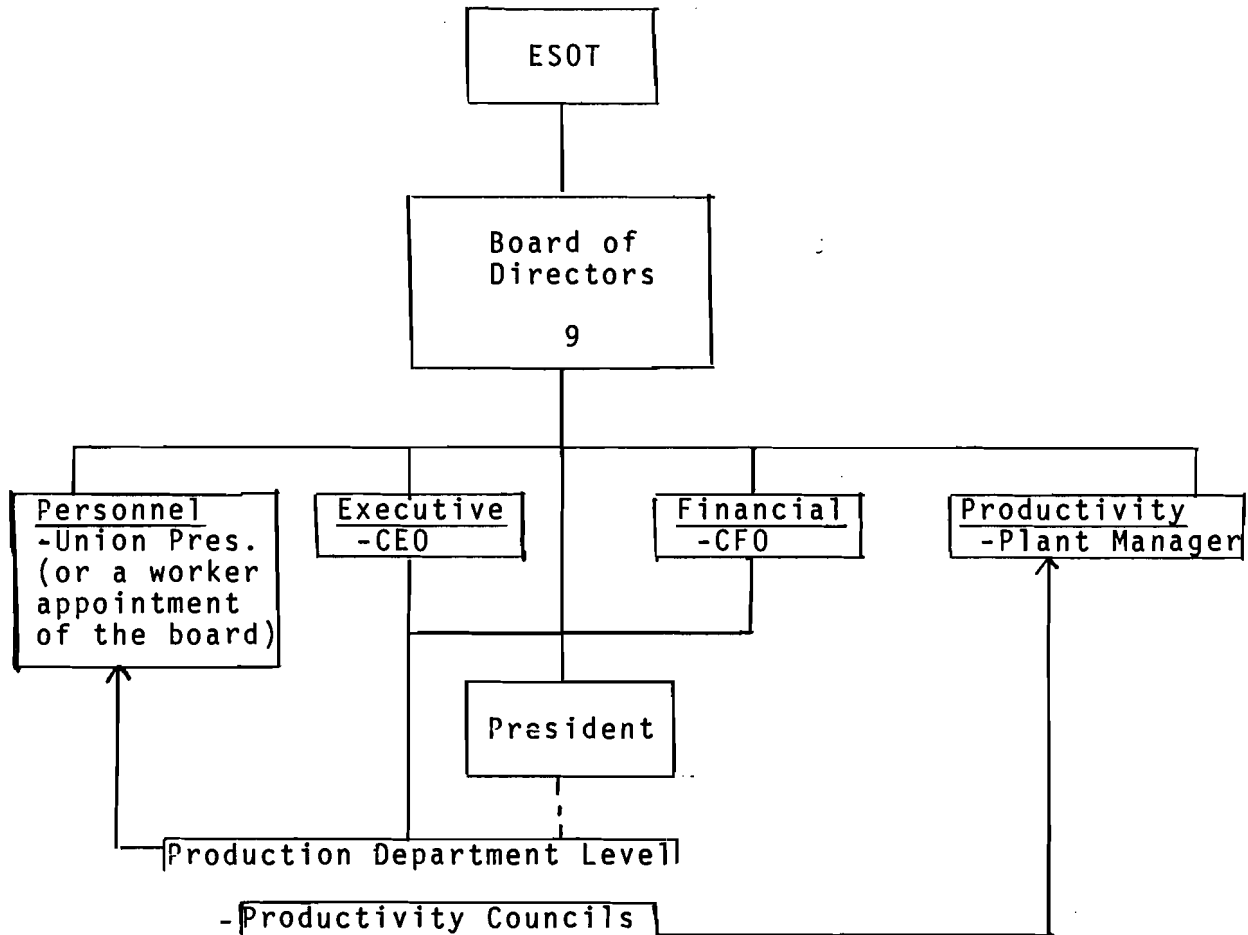 ESOT
Board of
Directors
9
Personnel
-Union Pres.
(or a worker
appointment
of the board)
Executive
-CEO
Financial
-CFO
Productivity
-Plant Manager
President
Production Department Level
-Productivity Councils